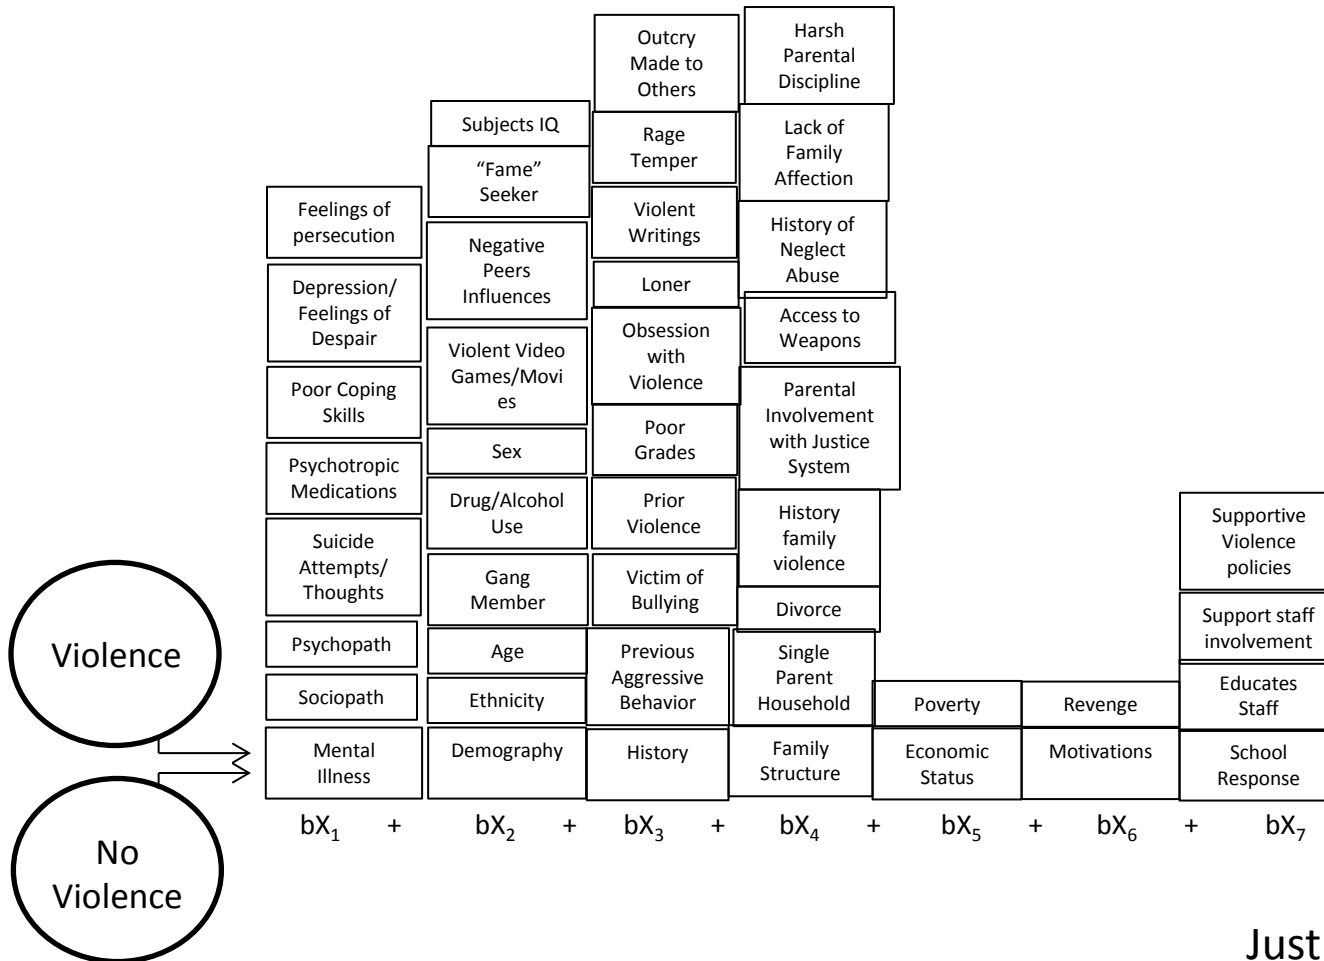 Violence
No
Violence
Feelings of
persecution
Depression/
Feelings of
Despair
Poor Coping
Skills
Psychotropic
Medications
Suicide
Attempts/
Thoughts
Psychopath
Sociopath
Mental
Illness
Subjects IQ
“Fame”
Seeker
Negative
Peers
Influences
Violent Video
Games/Movi
es
Sex
Drug/Alcohol
Use
Gang
Member
Age
Ethnicity
Demography
Outcry
Made to
Others
Rage
Temper
Violent
Writings
Loner
Obsession
with
Violence
Poor
Grades
Prior
Violence
Victim of
Bullying
Previous
Aggressive
Behavior
History
Harsh
Parental
Discipline
Lack of
Family
Affection
History of
Neglect
Abuse
Access to
Weapons
Parental
Involvement
with Justice
System
History
family
violence
Divorce
Single
Parent
Household
Family
Structure
Poverty
Economic
Status
Revenge
Motivations
Supportive
Violence
policies
Support staff
involvement
Educates
Staff
School
Response
bX1 + bX2 + bX3 + bX4 + bX5 + bX6 + bX7
Just